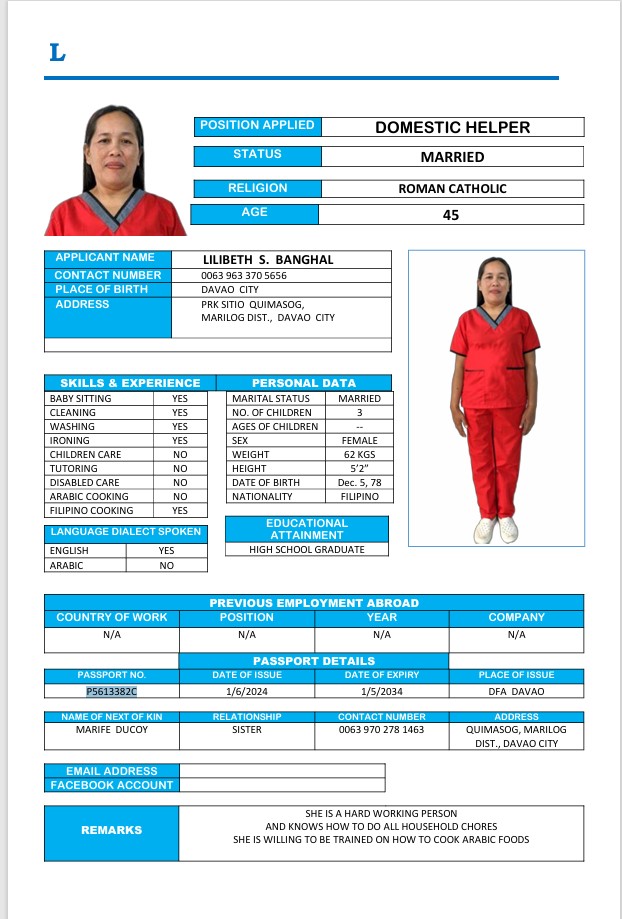 L
POSITION APPLIED DOMESTIC HELPER
STATUS MARRIED
RELIGION ROMAN CATHOLIC
AGE 45
APPLICANT NAME LILIBETH S. BANGHAL
CONTACT NUMBER 0063 963 370 5656
PLACE OF BIRTH DAVAO CITY
ADDRESS PRK SITIO QUIMASOG,
MARILOG DIST., DAVAO CITY
SKILLS & EXPERIENCE
BABY SITTING YES
CLEANING YES
WASHING YES
IRONING YES
CHILDREN CARE NO
TUTORING NO
DISABLED CARE NO
ARABIC COOKING NO
FILIPINO COOKING YES
LANGUAGE DIALECT SPOKEN
ENGLISH YES
ARABIC NO
PERSONAL DATA
MARITAL STATUS MARRIED
NO. OF CHILDREN 3
AGES OF CHILDREN --
SEX FEMALE
WEIGHT 62 KGS
HEIGHT 5’2”
DATE OF BIRTH Dec. 5, 78
NATIONALITY FILIPINO
EDUCATIONAL
ATTAINMENT
HIGH SCHOOL GRADUATE
PREVIOUS EMPLOYMENT ABROAD
COUNTRY OF WORK POSITION YEAR COMPANY
N/A N/A N/A N/A
PASSPORT DETAILS
PASSPORT NO. DATE OF ISSUE DATE OF EXPIRY PLACE OF ISSUE
P5613382C 1/6/2024 1/5/2034 DFA DAVAO
NAME OF NEXT OF KIN RELATIONSHIP CONTACT NUMBER ADDRESS
MARIFE DUCOY SISTER 0063 970 278 1463 QUIMASOG, MARILOG
DIST., DAVAO CITY
EMAIL ADDRESS
FACEBOOK ACCOUNT
REMARKS
SHE IS A HARD WORKING PERSON
AND KNOWS HOW TO DO ALL HOUSEHOLD CHORES
SHE IS WILLING TO BE TRAINED ON HOW TO COOK ARABIC FOODS